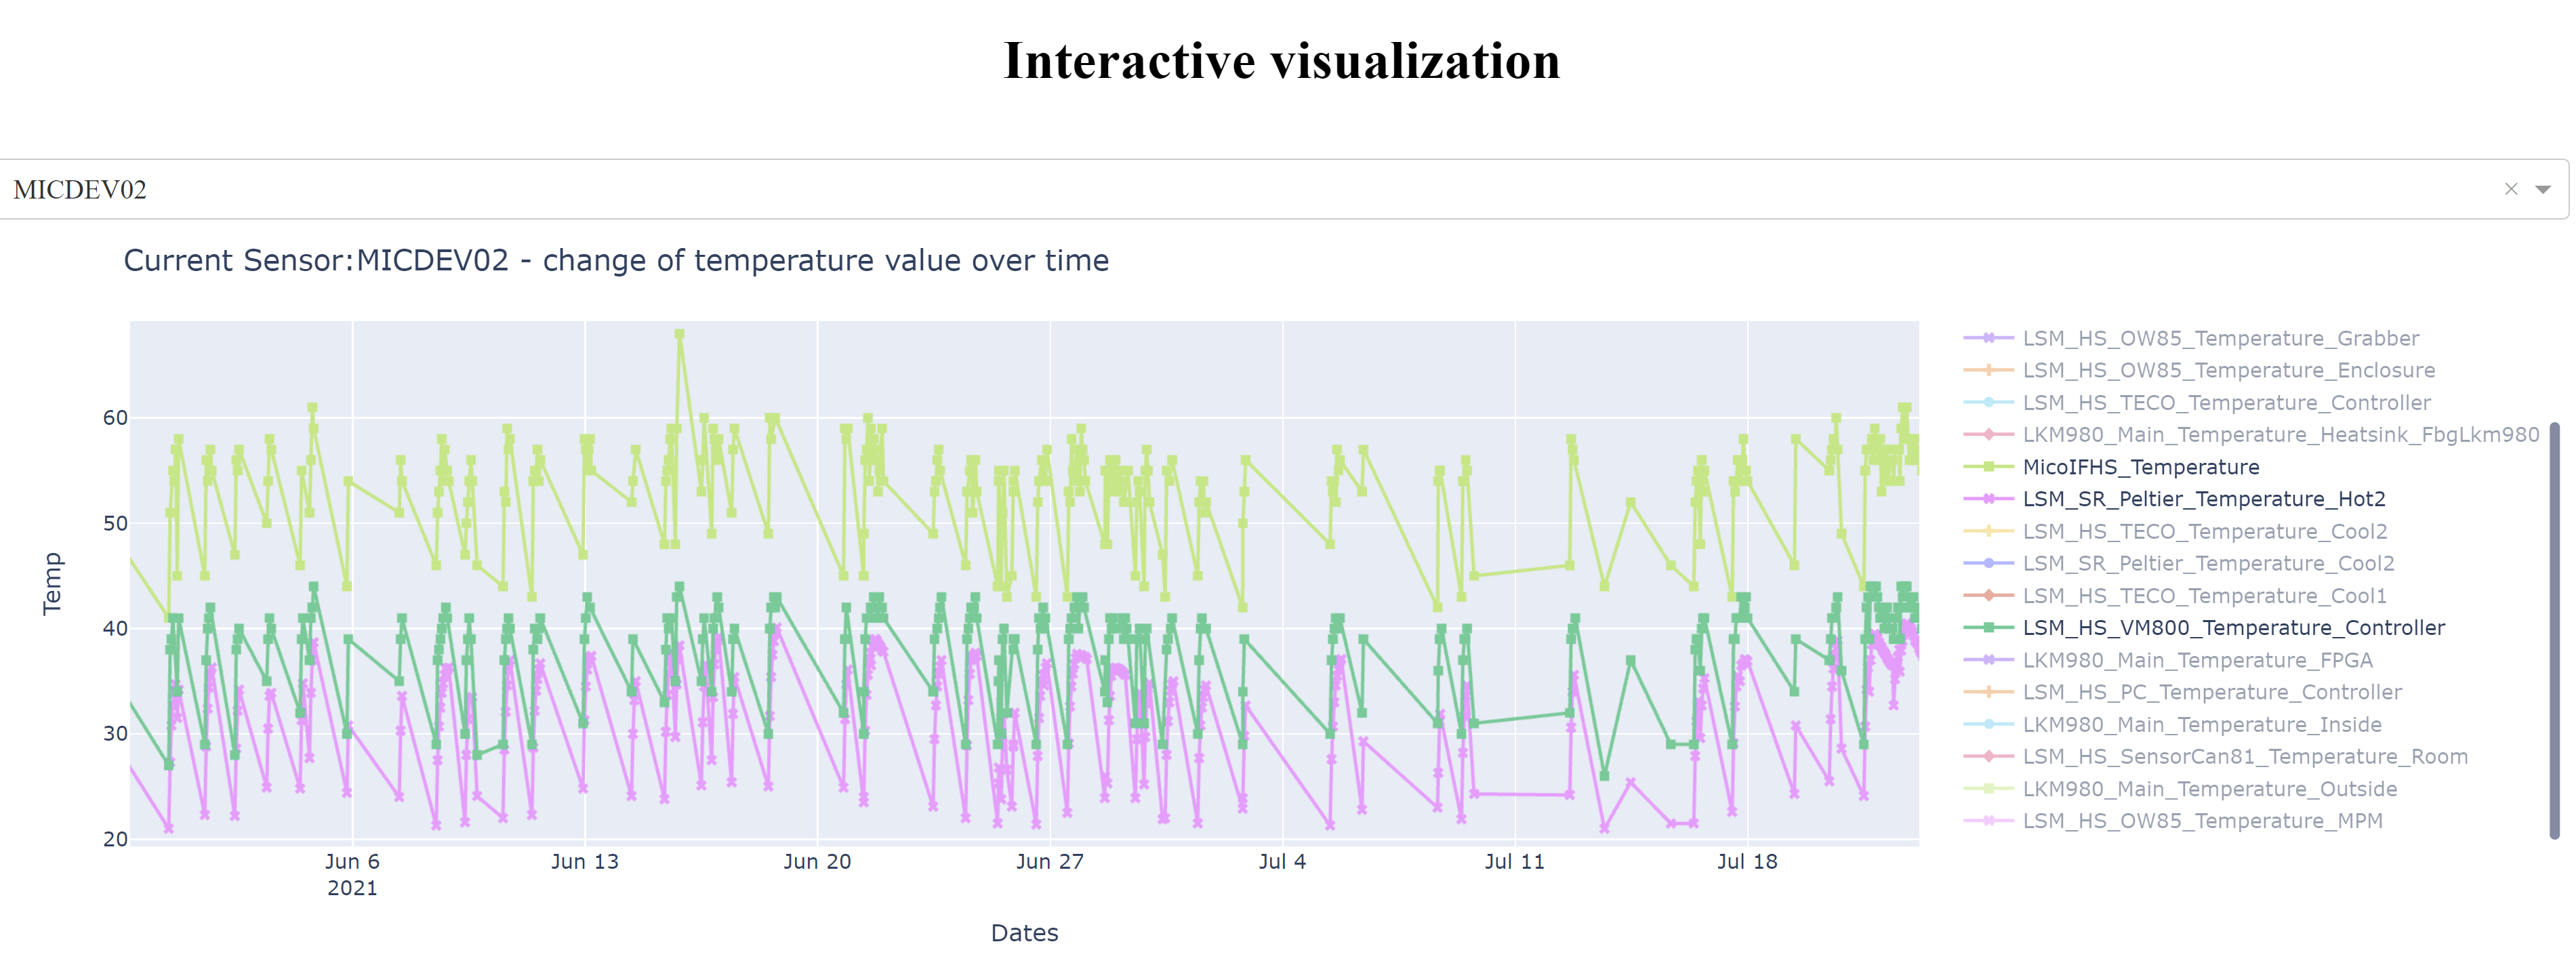 Interactive visualization
MICDEV02
×
Current Sensor:MICDEV02 - change of temperature value over time
60
50
40
30
20
Temp
Jun 6
2021
Jun 13
Jun 20
Jun 27
Jul 4
Jul 11
Jul 18
Dates
LSM_HS_OW85_Temperature_Grabber
LSM_HS_OW85_Temperature_Enclosure
LSM_HS_TECO_Temperature_Controller
LKM980_Main_Temperature_Heatsink_FbgLkm980
MicoIFHS_Temperature
LSM_SR_Peltier_Temperature_Hot2
LSM_HS_TECO_Temperature_Cool2
LSM_SR_Peltier_Temperature_Cool2
LSM_HS_TECO_Temperature_Cool1
LSM_HS_VM800_Temperature_Controller
LKM980_Main_Temperature_FPGA
LSM_HS_PC_Temperature_Controller
LKM980_Main_Temperature_Inside
LSM_HS_SensorCan81_Temperature_Room
LKM980_Main_Temperature_Outside
LSM_HS_OW85_Temperature_MPM